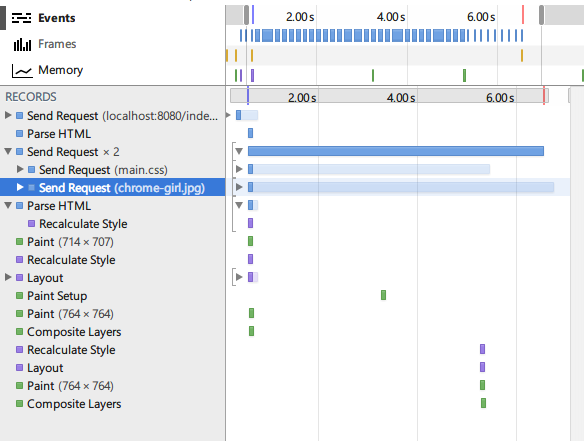 Events
Frames
Memory
2.00 s 4.00 s 6.00 s
RECORDS
2.00 s 4.00 s 6.00 s
Send Request (localhost:8080/inde...
Parse HTML
Send Request × 2
Send Request (main.css)
Send Request (chrome-girl.jpg)
Parse HTML
Recalculate Style
Paint (714 × 707)
Recalculate Style
Layout
Paint Setup
Paint (764 × 764)
Composite Layers
Recalculate Style
Layout
Paint (764 × 764)
Composite Layers